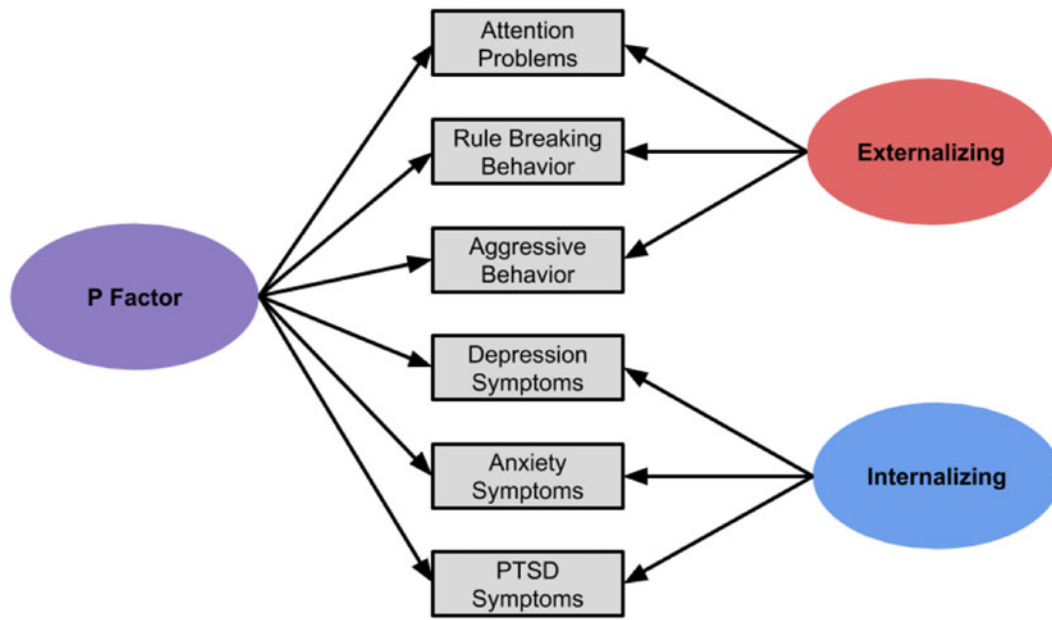 Attention
Problems
Rule Breaking
Behavior
Externalizing
Aggressive
Behavior
P Factor
Depression
Symptoms
Anxiety
Symptoms
Internalizing
PTSD
Symptoms